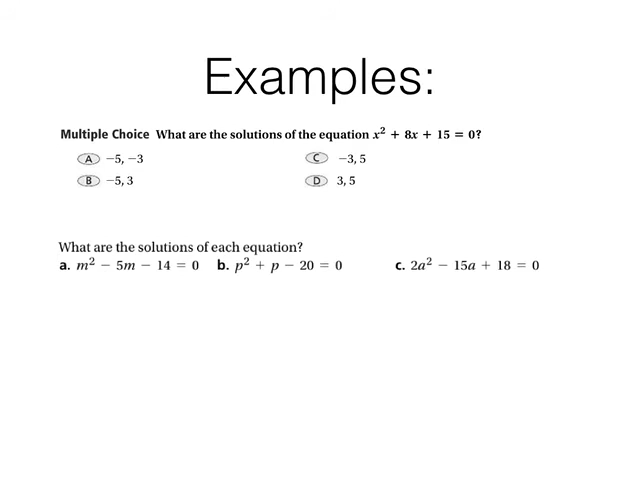 Examples:
Multiple Choice What are the solutions of the equation x² + 8x + 15 = 0?
A −5, −3 C −3, 5
B −5, 3 D 3, 5
What are the solutions of each equation?
a. m² − 5m − 14 = 0 b. p² + p − 20 = 0 c. 2a² − 15a + 18 = 0